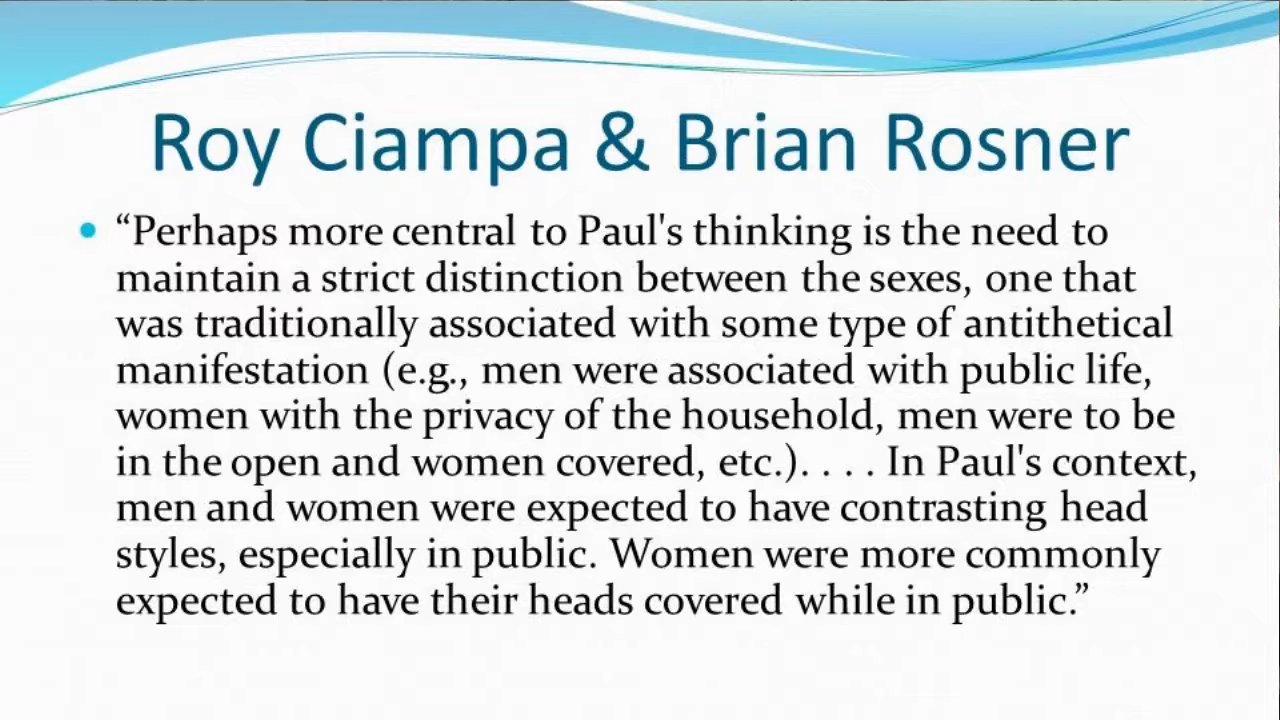 Roy Ciampa & Brian Rosner
• “Perhaps more central to Paul's thinking is the need to
maintain a strict distinction between the sexes, one that
was traditionally associated with some type of antithetical
manifestation (e.g., men were associated with public life,
women with the privacy of the household, men were to be
in the open and women covered, etc.). . . . In Paul's context,
men and women were expected to have contrasting head
styles, especially in public. Women were more commonly
expected to have their heads covered while in public.”